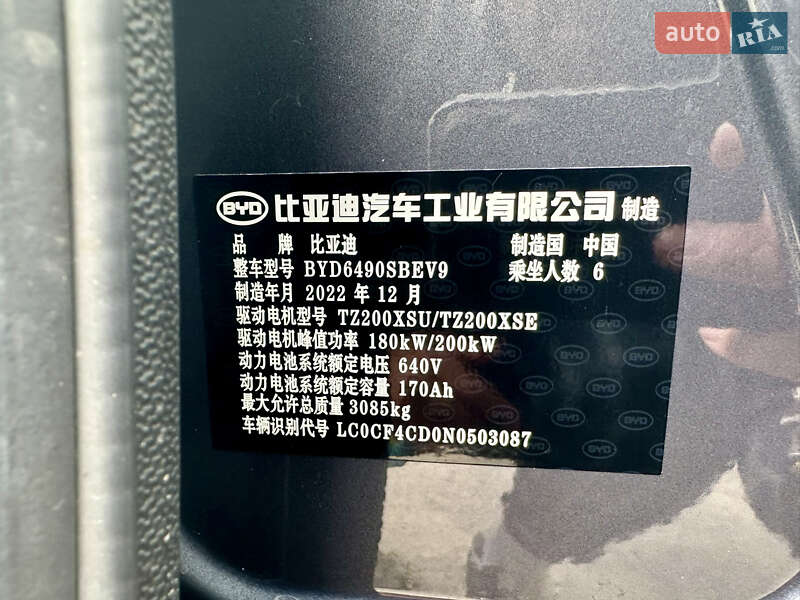 auto RIA .com
BYD 比亚迪汽车工业有限公司 制造
品 牌 比亚迪 制造国 中国
整车型号 BYD6490SBEV9 乘坐人数 6
制造年月 2022 年 12 月
驱动电机型号 TZ200XSU/TZ200XSE
驱动电机峰值功率 180kW/200kW
动力电池系统额定电压 640V
动力电池系统额定容量 170Ah
最大允许总质量 3085kg
车辆识别代号 LC0CF4CD0N0503087